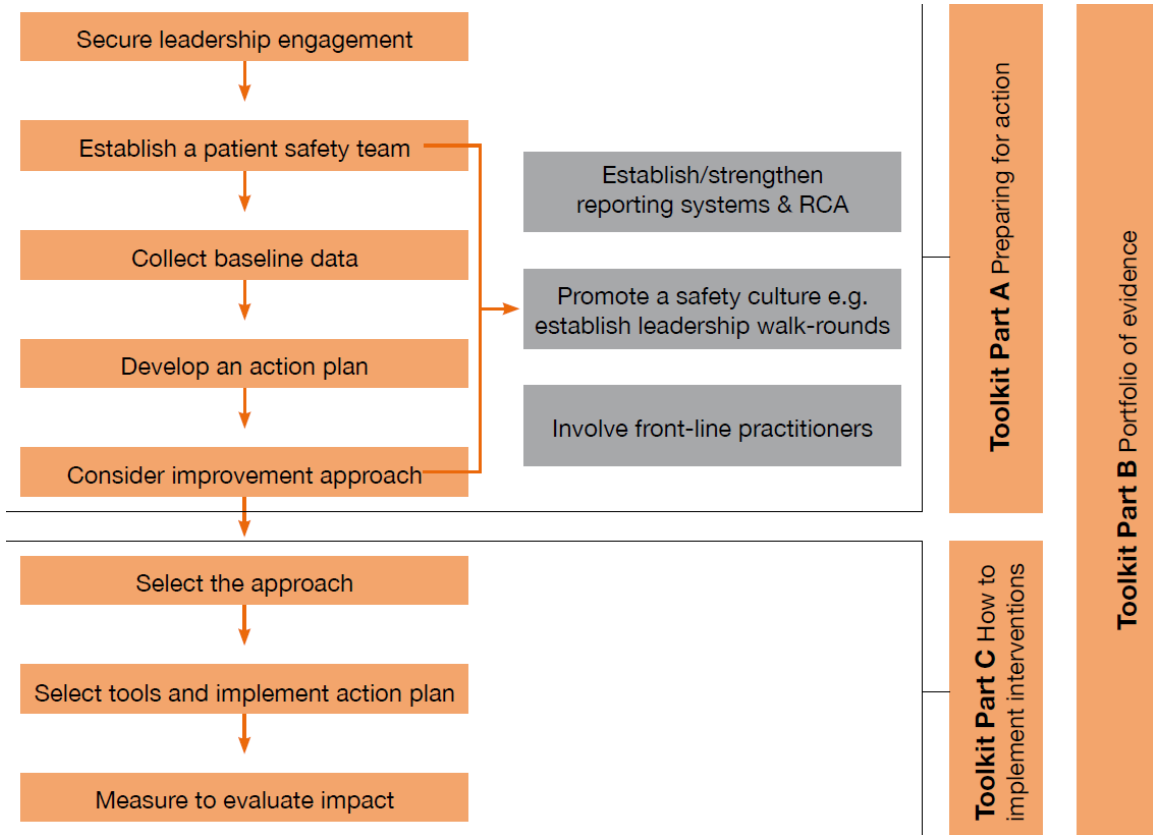 Secure leadership engagement
Establish a patient safety team
Collect baseline data
Develop an action plan
Consider improvement approach
Establish/strengthen
reporting systems & RCA
Promote a safety culture e.g.
establish leadership walk-rounds
Involve front-line practitioners
Select the approach
Select tools and implement action plan
Measure to evaluate impact
Toolkit Part A Preparing for action
Toolkit Part C How to
implement interventions
Toolkit Part B Portfolio of evidence